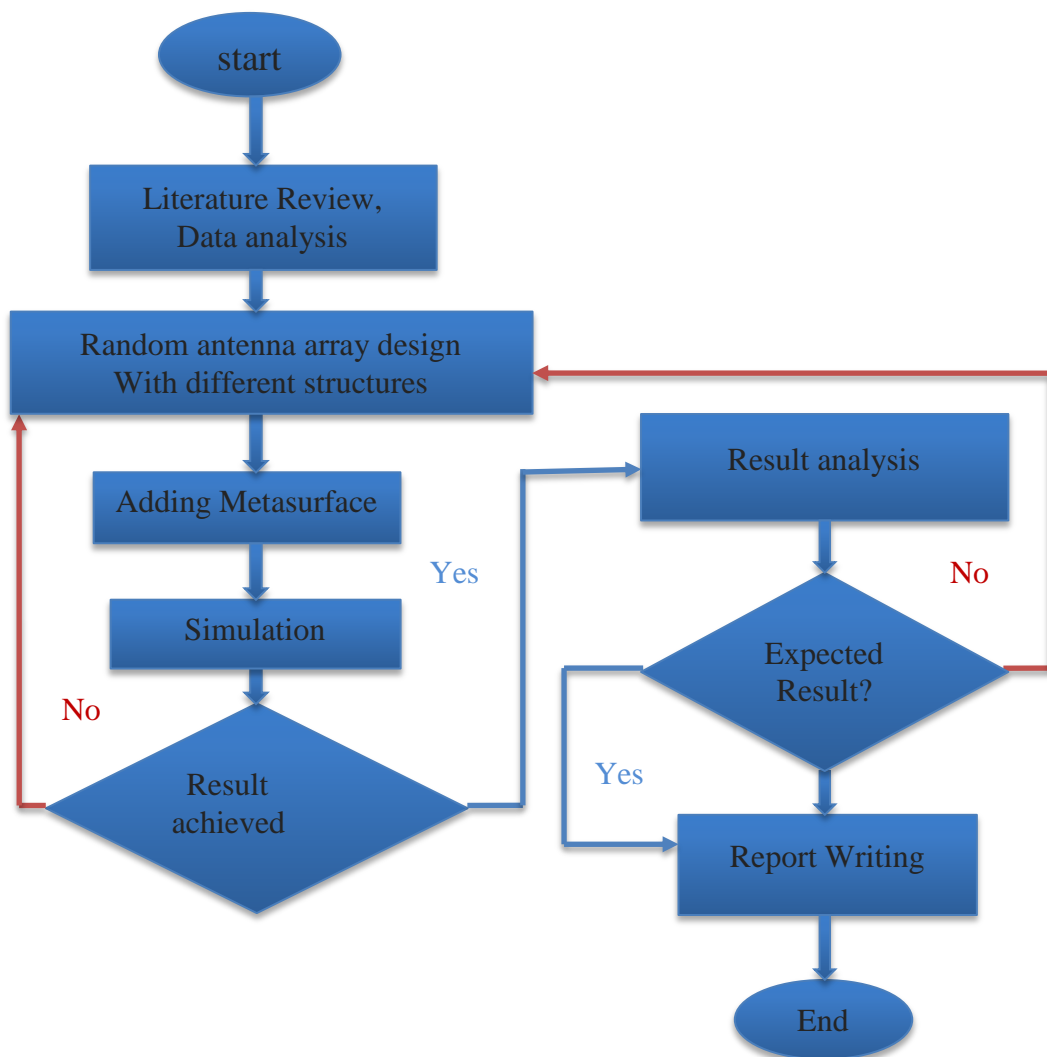 start
Literature Review,
Data analysis
Random antenna array design
With different structures
Adding Metasurface
Simulation
No
Result
achieved
Yes
Result analysis
No
Expected
Result?
Yes
Report Writing
End